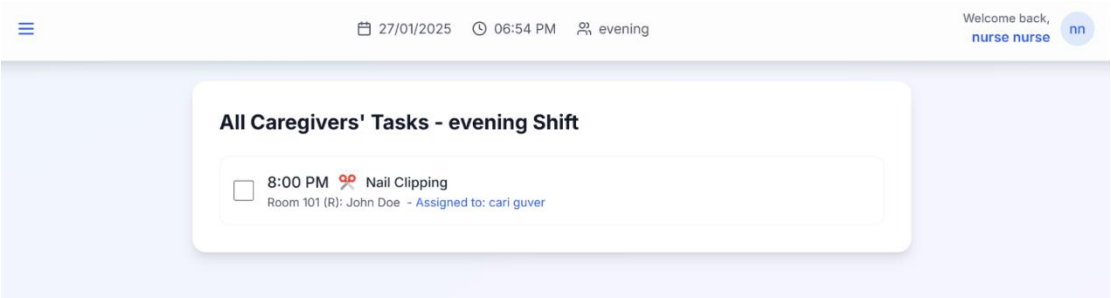 27/01/2025 06:54 PM evening
Welcome back,
nurse nurse
nn
All Caregivers' Tasks - evening Shift
8:00 PM Nail Clipping
Room 101 (R): John Doe - Assigned to: cari guver